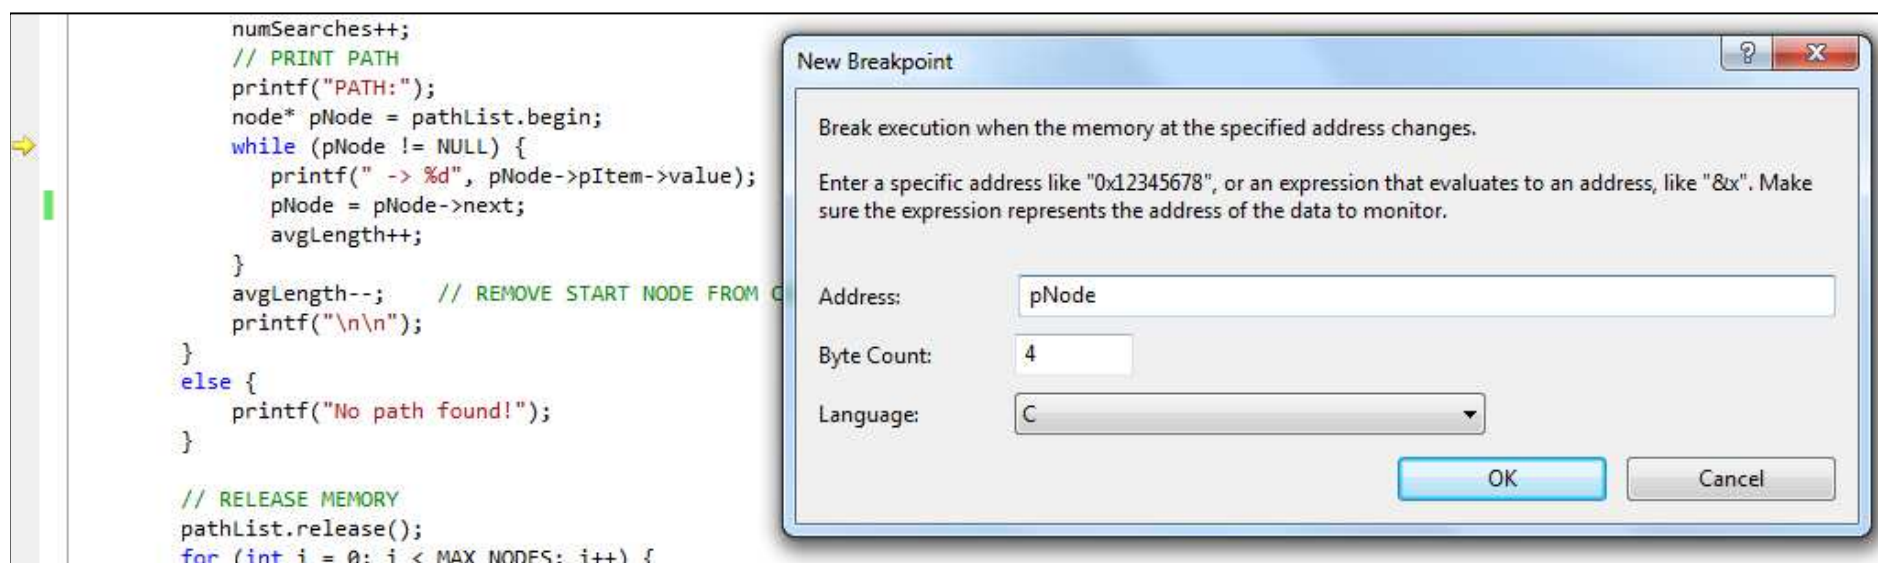 numSearches++;
// PRINT PATH
printf("PATH:");
node* pNode = pathList.begin;
while (pNode != NULL) {
printf(" -> %d", pNode->pItem->value);
pNode = pNode->next;
avgLength++;
}
avgLength--;    // REMOVE START NODE FROM
printf("\n\n");
}
else {
printf("No path found!");
}
// RELEASE MEMORY
pathList.release();
for (int i = 0; i < MAX_NODES; i++) {
New Breakpoint
Break execution when the memory at the specified address changes.
Enter a specific address like "0x12345678", or an expression that evaluates to an address, like "&x". Make
sure the expression represents the address of the data to monitor.
Address: pNode
Byte Count: 4
Language: C
OK Cancel